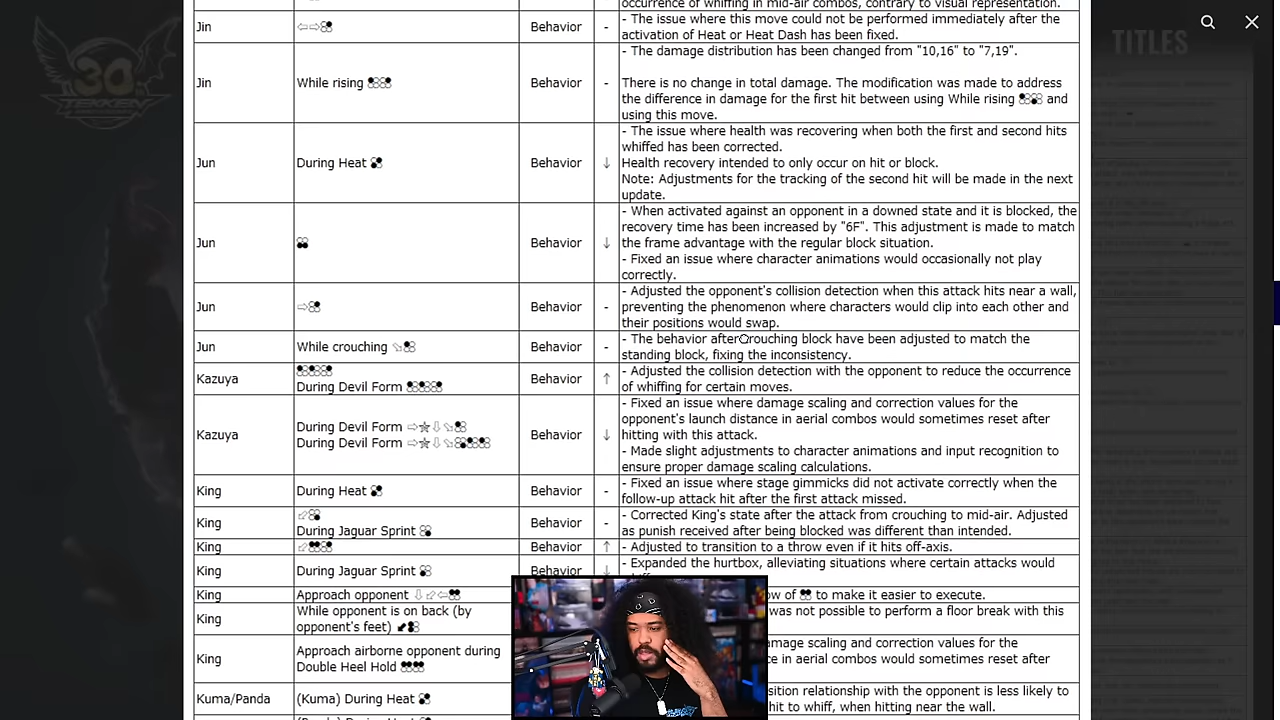 occurrence of whiffing in mid-air combos, contrary to visual representation.
TITLES
30
TEKKEN
Jin
Behavior
-
- The issue where this move could not be performed immediately after the
activation of Heat or Heat Dash has been fixed.
Jin
While rising
Behavior
-
- The damage distribution has been changed from "10,16" to "7,19".
There is no change in total damage. The modification was made to address
the difference in damage for the first hit between using While rising and
using this move.
Jun
During Heat
Behavior
↓
- The issue where health was recovering when both the first and second hits
whiffed has been corrected.
Health recovery intended to only occur on hit or block.
Note: Adjustments for the tracking of the second hit will be made in the next
update.
Jun
Behavior
↓
- When activated against an opponent in a downed state and it is blocked, the
recovery time has been increased by "6F". This adjustment is made to match
the frame advantage with the regular block situation.
- Fixed an issue where character animations would occasionally not play
correctly.
Jun
⇨
Behavior
-
- Adjusted the opponent's collision detection when this attack hits near a wall,
preventing the phenomenon where characters would clip into each other and
their positions would swap.
Jun
While crouching
Behavior
-
- The behavior after crouching block have been adjusted to match the
standing block, fixing the inconsistency.
Kazuya
During Devil Form
Behavior
↑
- Adjusted the collision detection with the opponent to reduce the occurrence
of whiffing for certain moves.
Kazuya
During Devil Form ⇨☆⇩⬂
During Devil Form ⇨☆⇩⬂
Behavior
↓
- Fixed an issue where damage scaling and correction values for the
opponent's launch distance in aerial combos would sometimes reset after
hitting with this attack.
- Made slight adjustments to character animations and input recognition to
ensure proper damage scaling calculations.
King
During Heat
Behavior
-
- Fixed an issue where stage gimmicks did not activate correctly when the
follow-up attack hit after the first attack missed.
King
During Jaguar Sprint
Behavior
-
- Corrected King's state after the attack from crouching to mid-air. Adjusted
as punish received after being blocked was different than intended.
King
Behavior
↑
- Adjusted to transition to a throw even if it hits off-axis.
King
During Jaguar Sprint
Behavior
- Expanded the hurtbox, alleviating situations where certain attacks would
King
Approach opponent
to make it easier to execute.
King
While opponent is on back (by
opponent's feet)
was not possible to perform a floor break with this
King
Approach airborne opponent during
Double Heel Hold
scaling and correction values for the
in aerial combos would sometimes reset after
Kuma/Panda
(Kuma) During Heat
relationship with the opponent is less likely to
hit to whiff, when hitting near the wall.